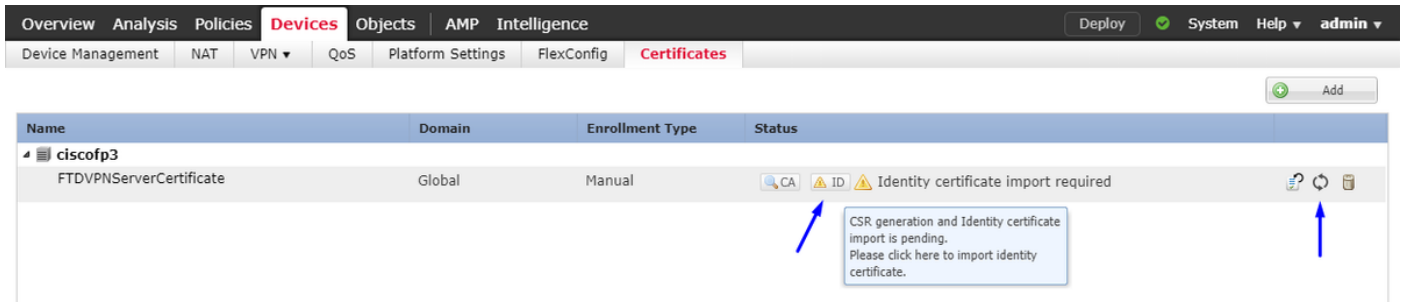 Overview Analysis Policies Devices Objects AMP Intelligence Deploy System Help admin
Device Management NAT VPN QoS Platform Settings FlexConfig Certificates
Add
Name Domain Enrollment Type Status
ciscofp3
FTDVPNServerCertificate Global Manual CA ID Identity certificate import required
CSR generation and Identity certificate
import is pending.
Please click here to import identity
certificate.